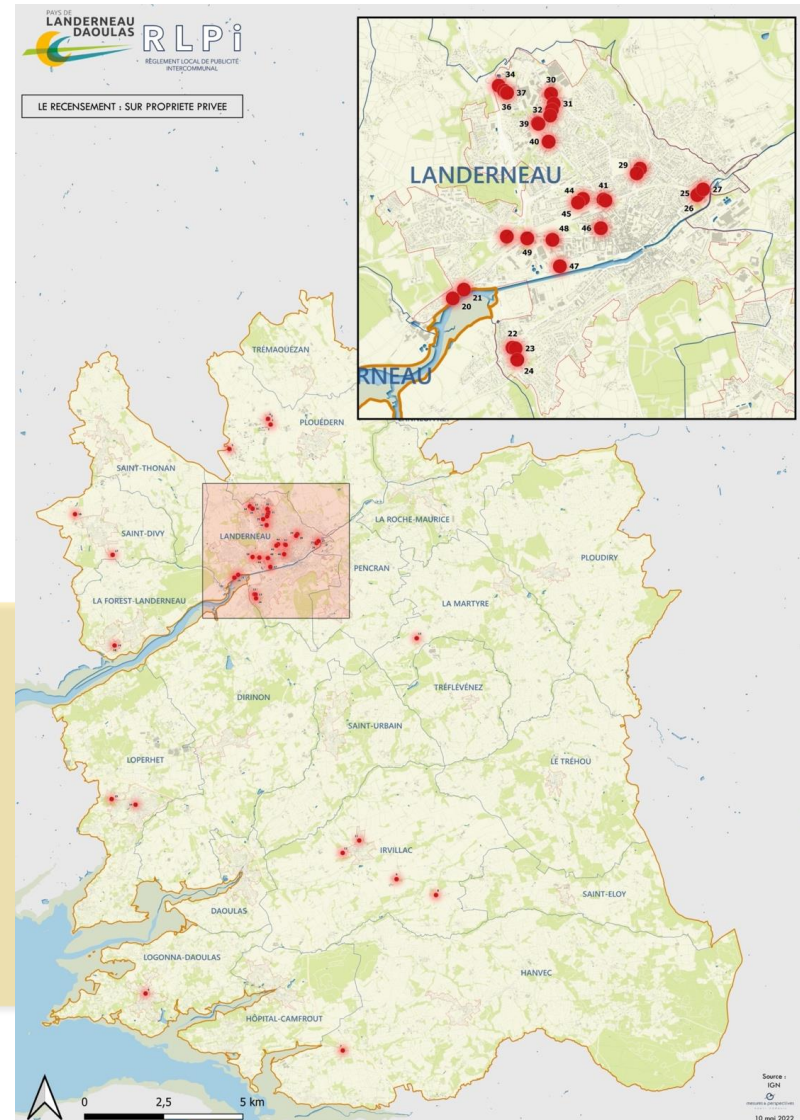 PAYS DE
LANDERNEAU
DAOULAS
RLPi
RÈGLEMENT LOCAL DE PUBLICITÉ
INTERCOMMUNAL
LE RECENSEMENT : SUR PROPRIETE PRIVEE
34
30
37
36
31
32
39
40
LANDERNEAU
29
44
41
27
25
45
26
48
46
49
47
21
20
22
23
24
RNEAU
TRÉMAOUÉZAN
PLOUÉDERN
SAINT-THONAN
LA ROCHE-MAURICE
SAINT-DIVY
LANDERNEAU
PLOUDIRY
PENCRAN
LA FOREST-LANDERNEAU
LA MARTYRE
TRÉFLÉVÉNEZ
DIRINON
SAINT-URBAIN
LOPERHET
LE TRÉHOU
IRVILLAC
SAINT-ELOY
DAOULAS
LOGONNA-DAOULAS
HANVEC
HÔPITAL-CAMFROUT
0 2,5 5 km
Source :
IGN
10 mai 2022